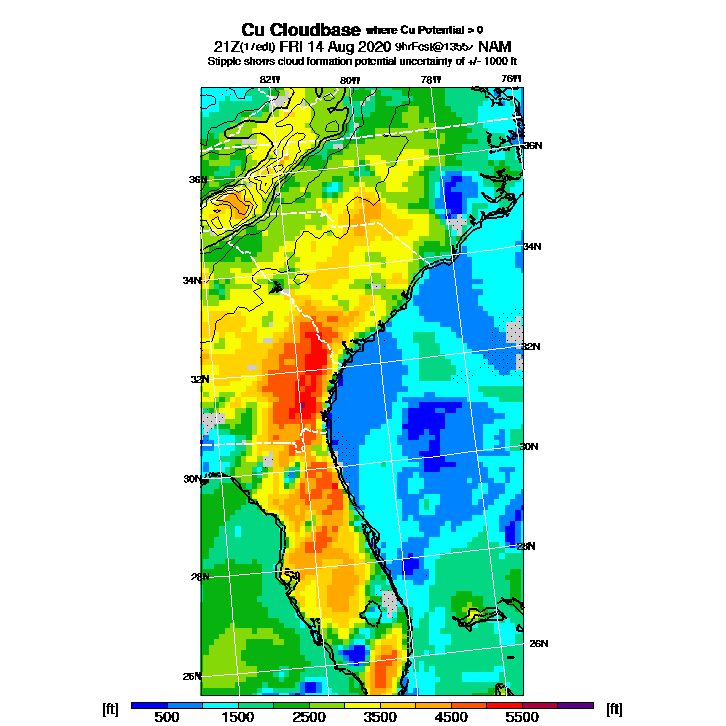 Cu Cloudbase where Cu Potential > 0
21Z(17edt) FRI 14 Aug 2020 9hrFcst@1355z NAM
Stipple shows cloud formation potential uncertainty of +/- 1000 ft
82W 80W 78W 76W
36N
36N
34N
34N
32N
32N
30N
30N
28N
28N
26N
26N
[ft] 500 1500 2500 3500 4500 5500 [ft]